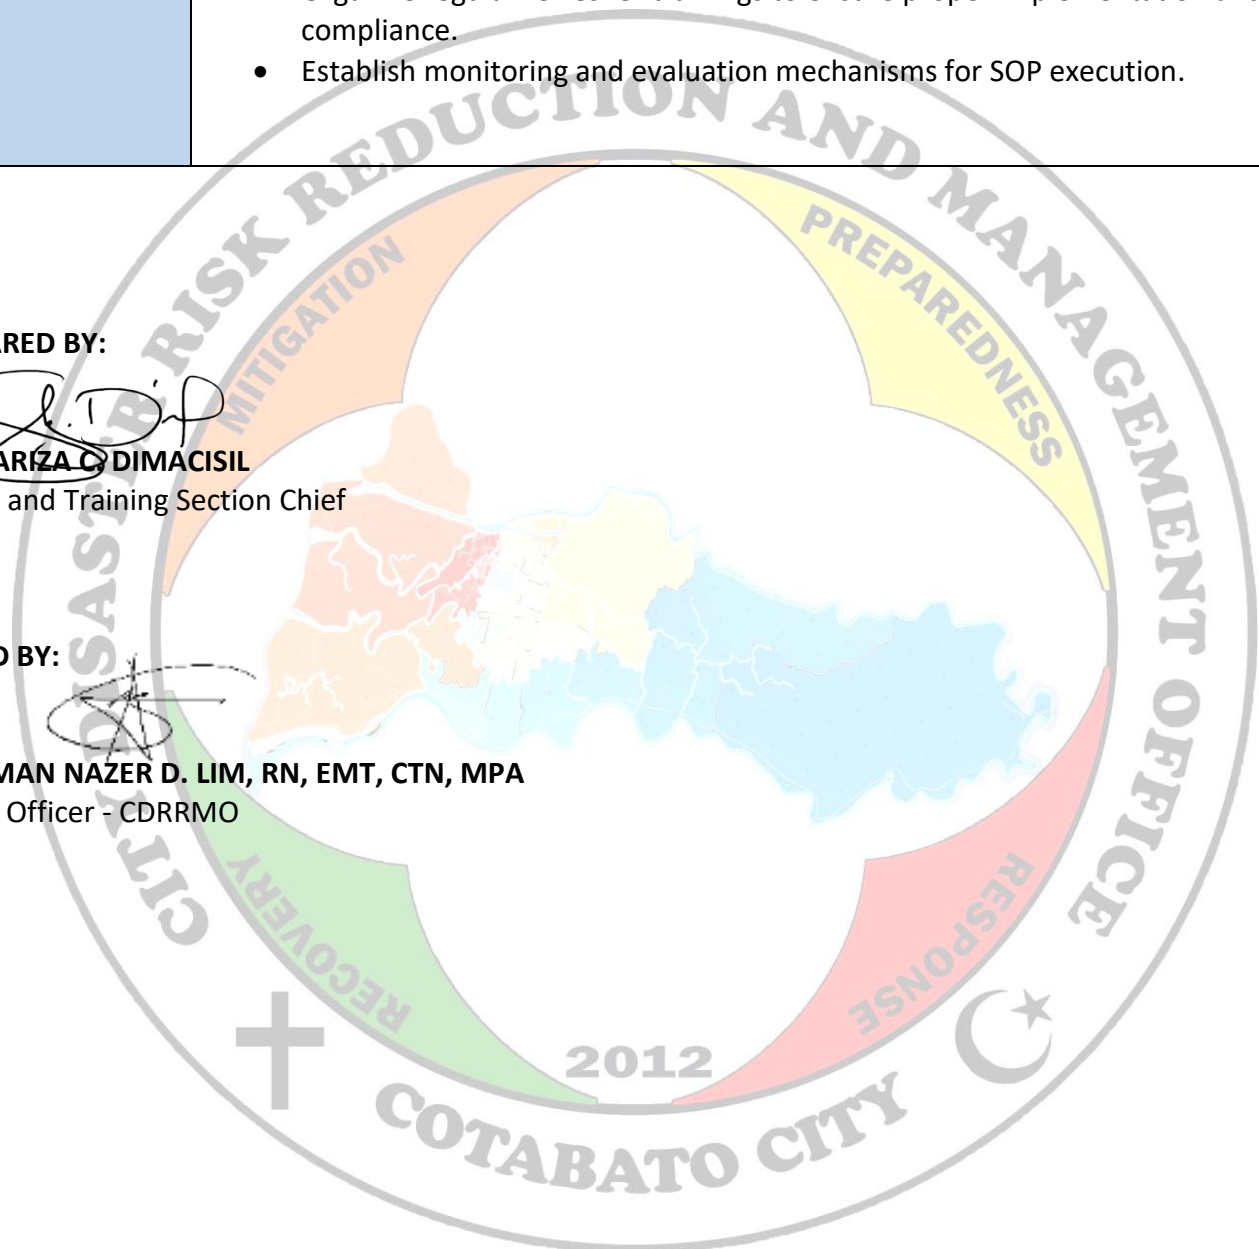 compliance.
• Establish monitoring and evaluation mechanisms for SOP execution.
ARED BY:
ARIZA C. DIMACISIL
and Training Section Chief
D BY:
MAN NAZER D. LIM, RN, EMT, CTN, MPA
Officer - CDRRMO
CITY DISASTER RISK REDUCTION AND MANAGEMENT OFFICE
MITIGATION
PREPAREDNESS
RECOVERY
RESPONSE
2012
COTABATO CITY